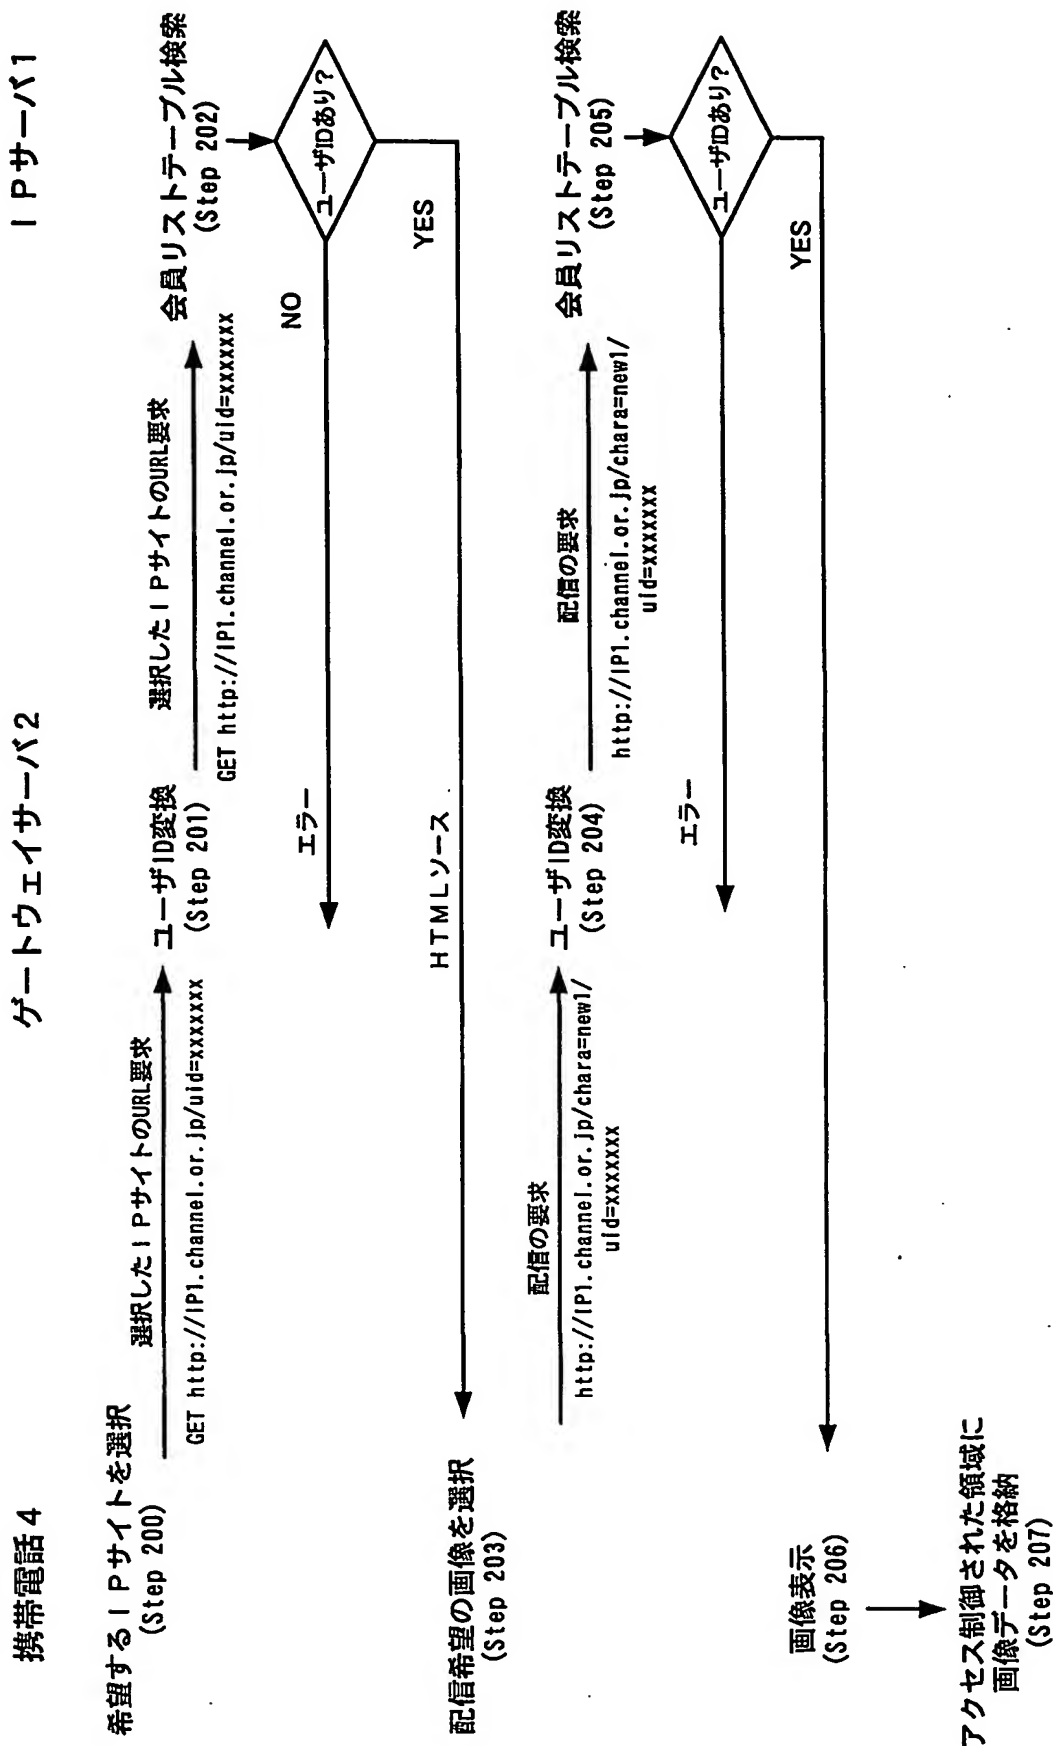 携帯電話4
ゲートウェイサーバ2
IPサーバ1
希望するIPサイトを選択
(Step 200)
選択したIPサイトのURL要求
GET http://IP1.channel.or.jp/uid=xxxxxxx
ユーザID変換
(Step 201)
選択したIPサイトのURL要求
GET http://IP1.channel.or.jp/uid=xxxxxxx
会員リストテーブル検索
(Step 202)
ユーザIDあり?
NO
エラー
YES
HTMLソース
配信希望の画像を選択
(Step 203)
配信の要求
http://IP1.channel.or.jp/chara=new1/
uid=xxxxxxx
ユーザID変換
(Step 204)
配信の要求
http://IP1.channel.or.jp/chara=new1/
uid=xxxxxxx
会員リストテーブル検索
(Step 205)
ユーザIDあり?
エラー
YES
画像表示
(Step 206)
アクセス制御された領域に
画像データを格納
(Step 207)